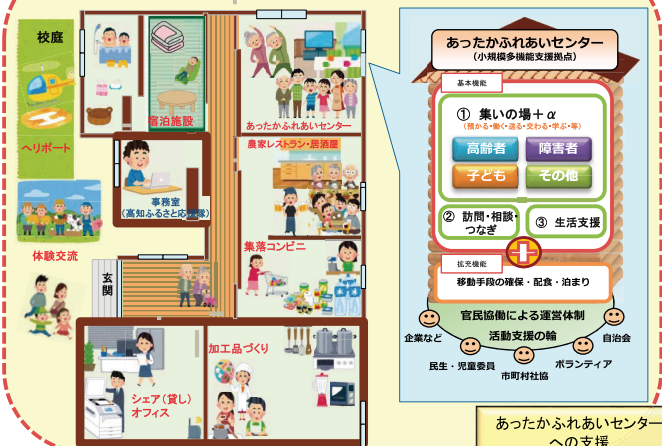 校庭
ヘリポート
宿泊施設
あったかふれあいセンター
農家レストラン・居酒屋
事務室
(高知ふるさと応援隊)
体験交流
集落コンビニ
玄関
加工品づくり
シェア（貸し）
オフィス
あったかふれあいセンター
（小規模多機能支援拠点）
基本機能
① 集いの場＋α
（預かる・働く・送る・交わる・学ぶ・等）
高齢者
障害者
子ども
その他
② 訪問・相談・
つなぎ
③ 生活支援
拡充機能
移動手段の確保・配食・泊まり
官民協働による運営体制
活動支援の輪
企業など
民生・児童委員
市町村社協
ボランティア
自治会
あったかふれあいセンター
への支援